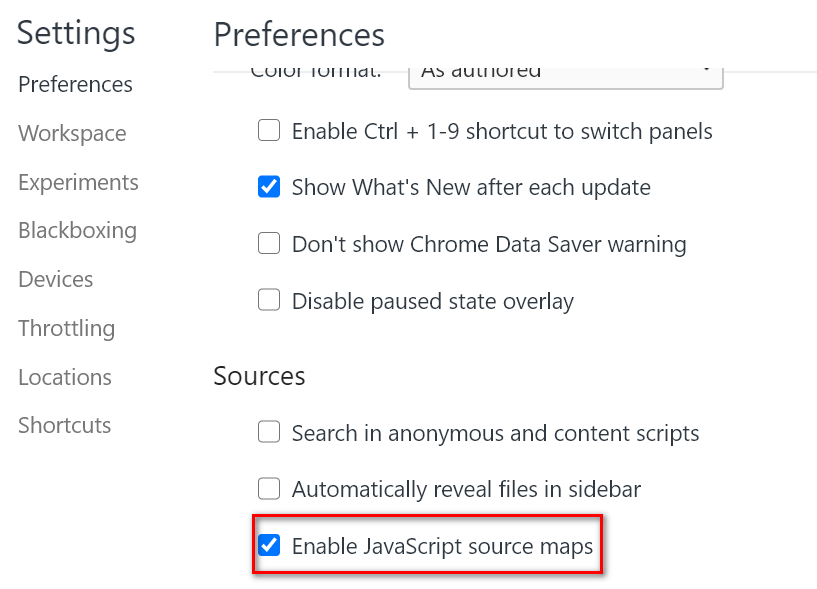 Settings
Preferences
Workspace
Experiments
Blackboxing
Devices
Throttling
Locations
Shortcuts
Preferences
Color format: As authored
Enable Ctrl + 1-9 shortcut to switch panels
Show What's New after each update
Don't show Chrome Data Saver warning
Disable paused state overlay
Sources
Search in anonymous and content scripts
Automatically reveal files in sidebar
Enable JavaScript source maps